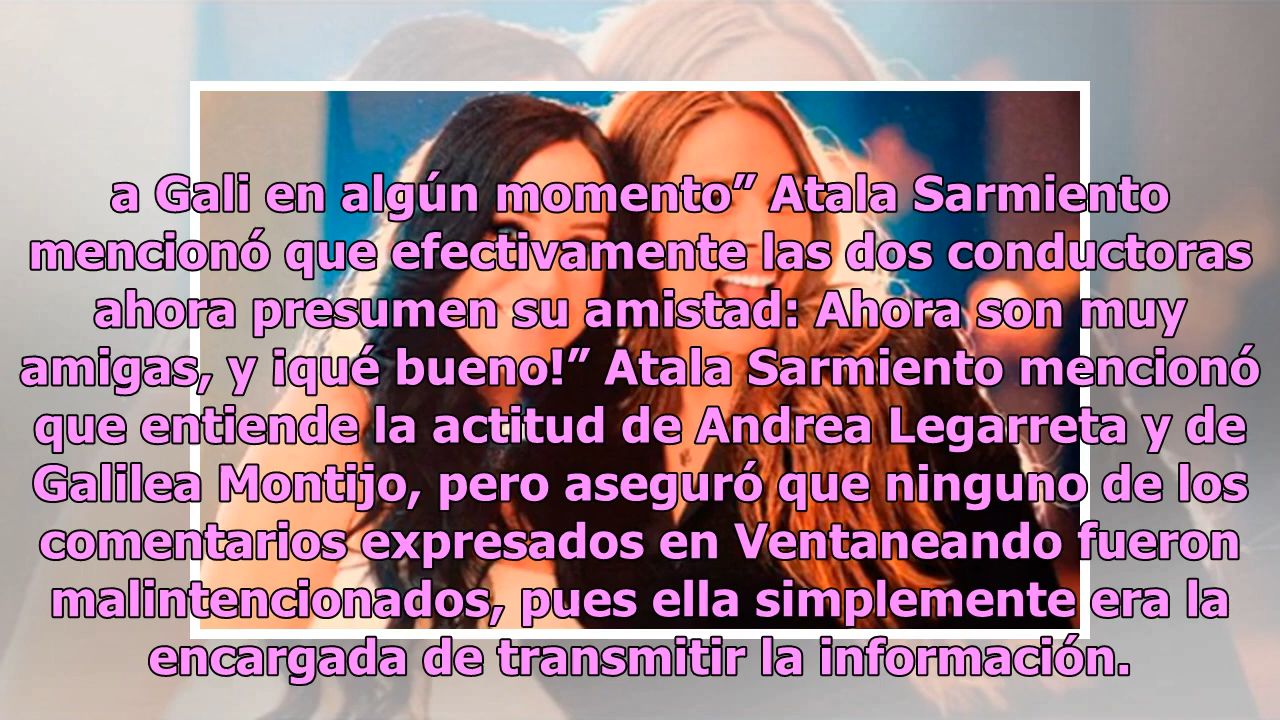 a Gali en algún momento” Atala Sarmiento
mencionó que efectivamente las dos conductoras
ahora presumen su amistad: Ahora son muy
amigas, y ¡qué bueno!” Atala Sarmiento mencionó
que entiende la actitud de Andrea Legarreta y de
Galilea Montijo, pero aseguró que ninguno de los
comentarios expresados en Ventaneando fueron
malintencionados, pues ella simplemente era la
encargada de transmitir la información.